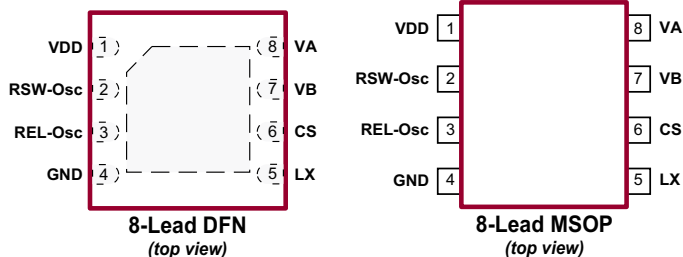 VDD 1 8 VA
RSW-Osc 2 7 VB
REL-Osc 3 6 CS
GND 4 5 LX
8-Lead DFN
(top view)
VDD 1 8 VA
RSW-Osc 2 7 VB
REL-Osc 3 6 CS
GND 4 5 LX
8-Lead MSOP
(top view)